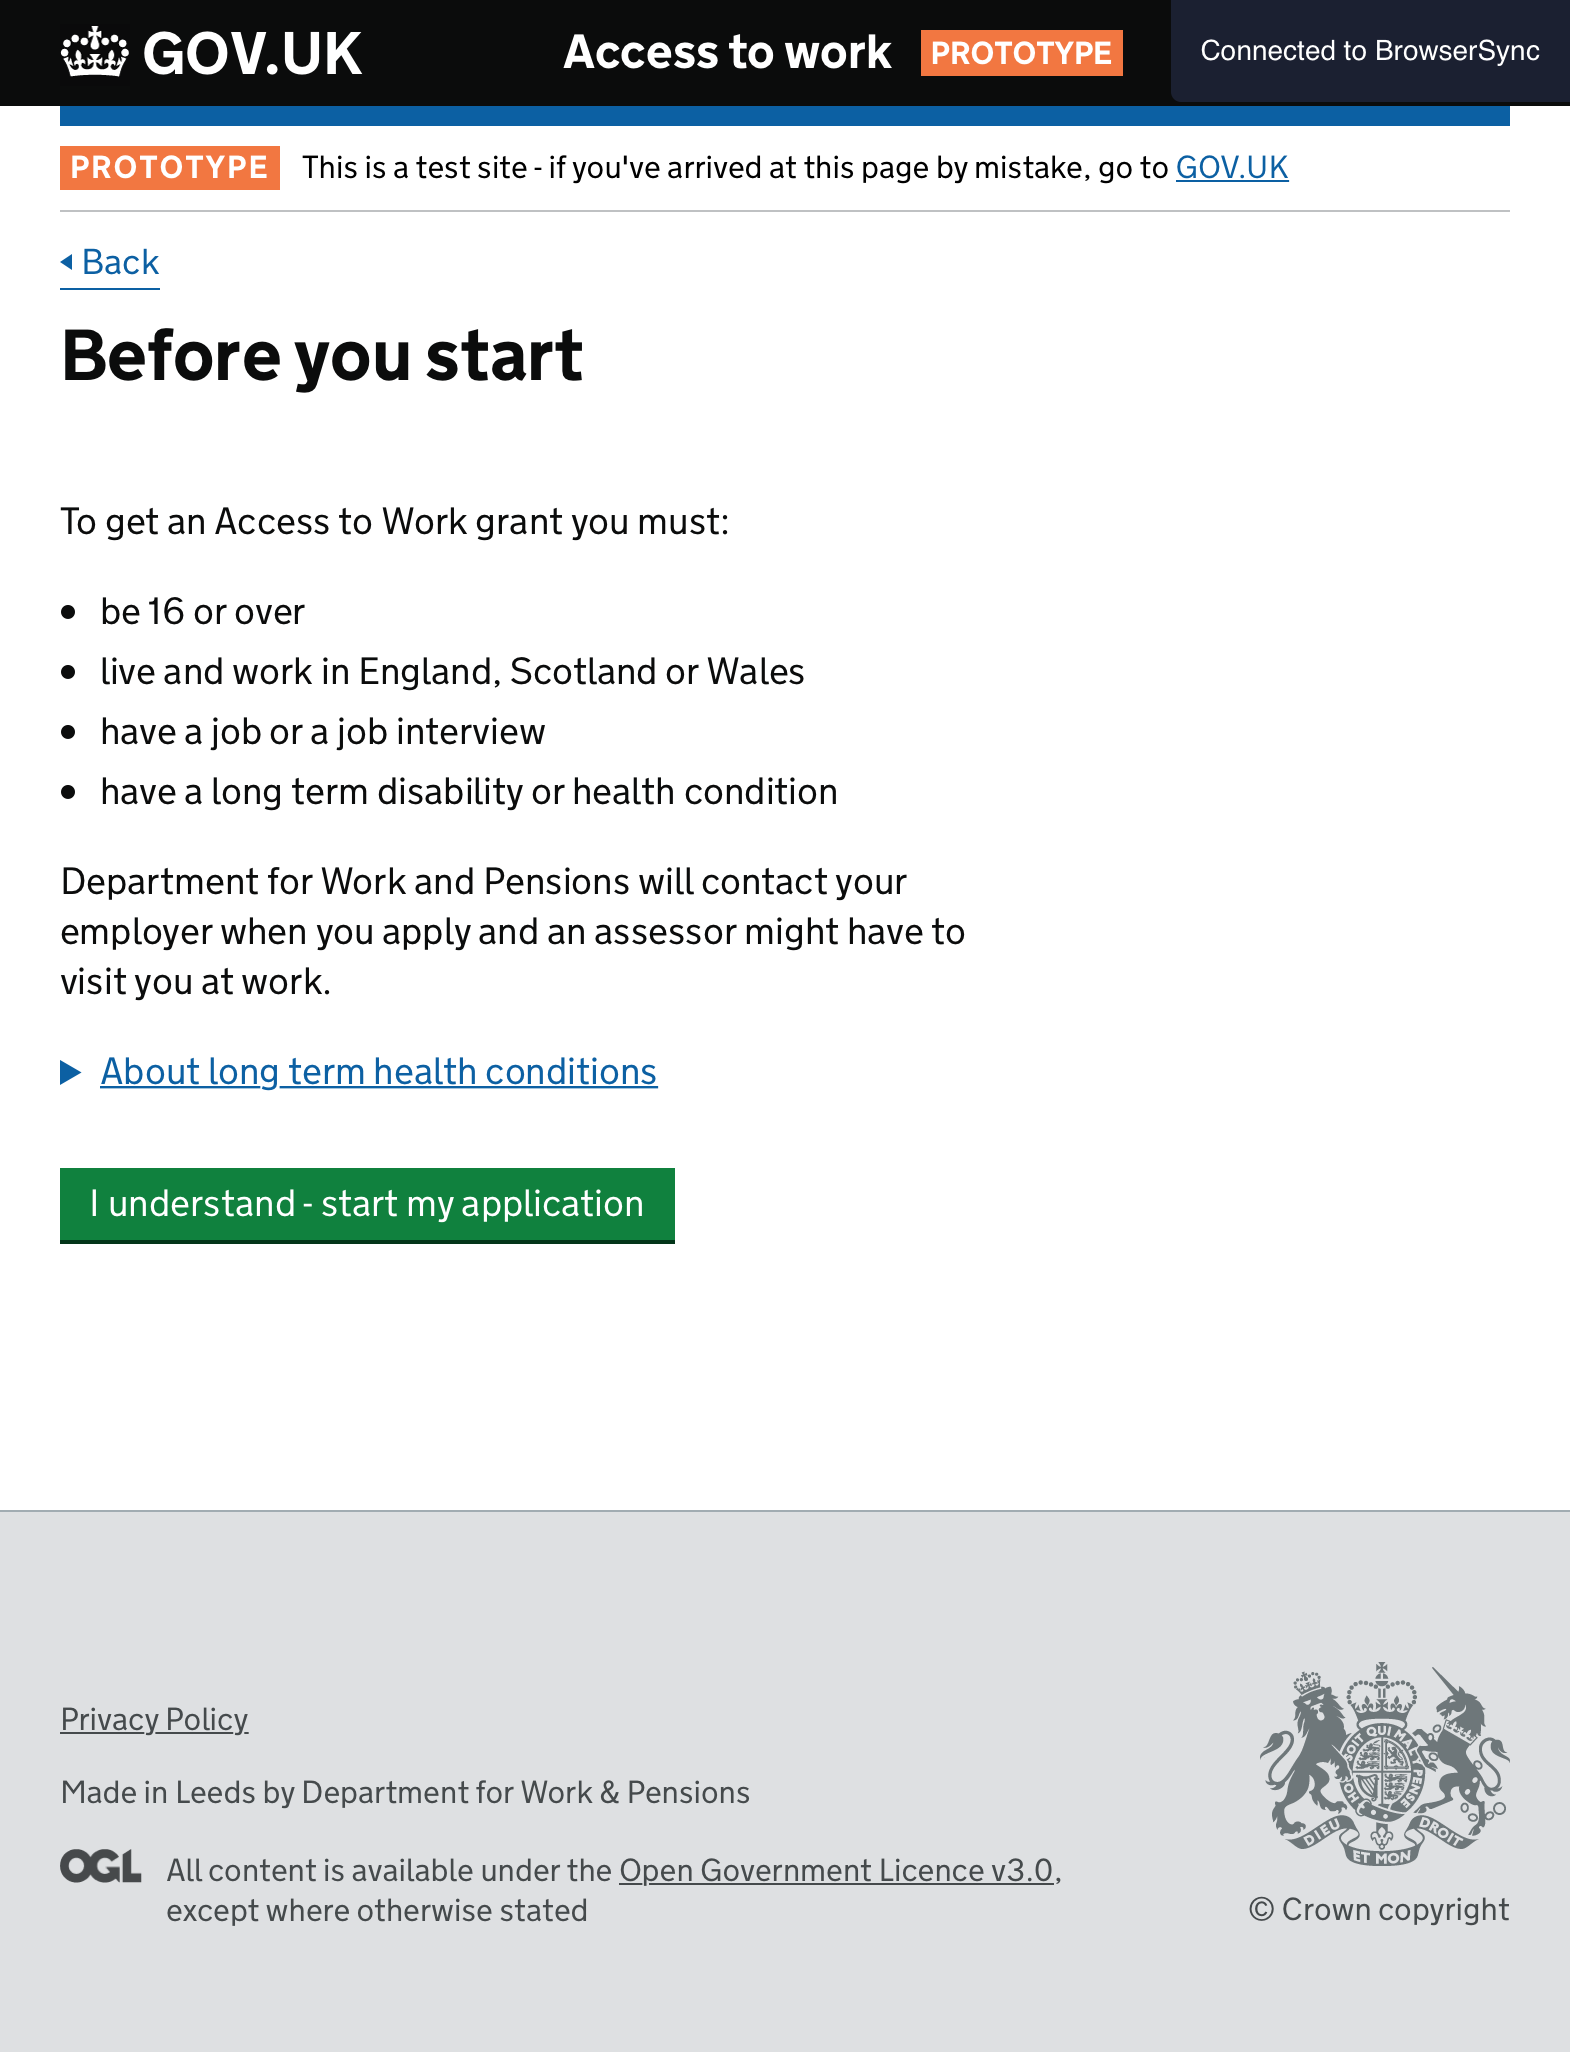 GOV.UK
Access to work PROTOTYPE
Connected to BrowserSync
PROTOTYPE This is a test site - if you've arrived at this page by mistake, go to GOV.UK
Back
Before you start
To get an Access to Work grant you must:
• be 16 or over
• live and work in England, Scotland or Wales
• have a job or a job interview
• have a long term disability or health condition
Department for Work and Pensions will contact your
employer when you apply and an assessor might have to
visit you at work.
About long term health conditions
I understand - start my application
Privacy Policy
Made in Leeds by Department for Work & Pensions
OGL All content is available under the Open Government Licence v3.0,
except where otherwise stated
SOIT QUI MAL Y PENSE
HON
DIEU ET MON DROIT
© Crown copyright